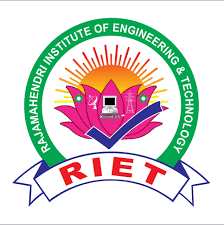 RAJAMAHENDRI INSTITUTE OF ENGINEERING & TECHNOLOGY
RIET